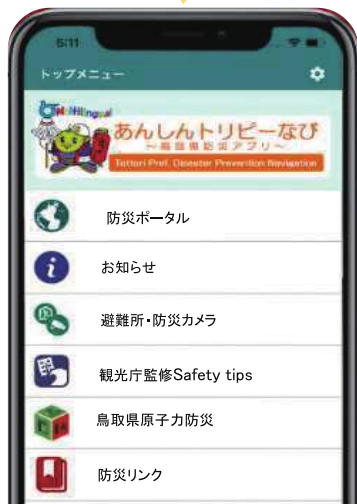 5:11
トップメニュー
Multilingual
あんしんトリピーなび
～鳥取県防災アプリ～
Tottori Pref. Disaster Prevention Navigation
防災ポータル
お知らせ
避難所・防災カメラ
観光庁監修Safety tips
鳥取県原子力防災
防災リンク